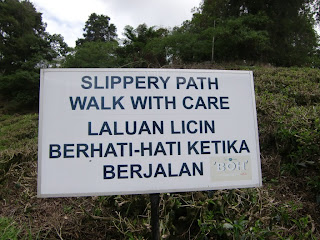 SLIPPERY PATH
WALK WITH CARE
LALUAN LICIN
BERHATI-HATI KETIKA
BERJALAN
BOH